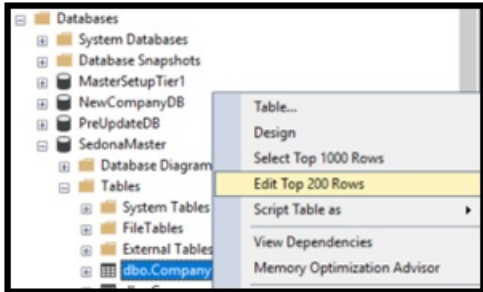 Databases
System Databases
Database Snapshots
MasterSetupTier1
NewCompanyDB
PreUpdateDB
SedonaMaster
Database Diagram
Tables
System Tables
FileTables
External Tables
dbo.Company
Table...
Design
Select Top 1000 Rows
Edit Top 200 Rows
Script Table as
View Dependencies
Memory Optimization Advisor